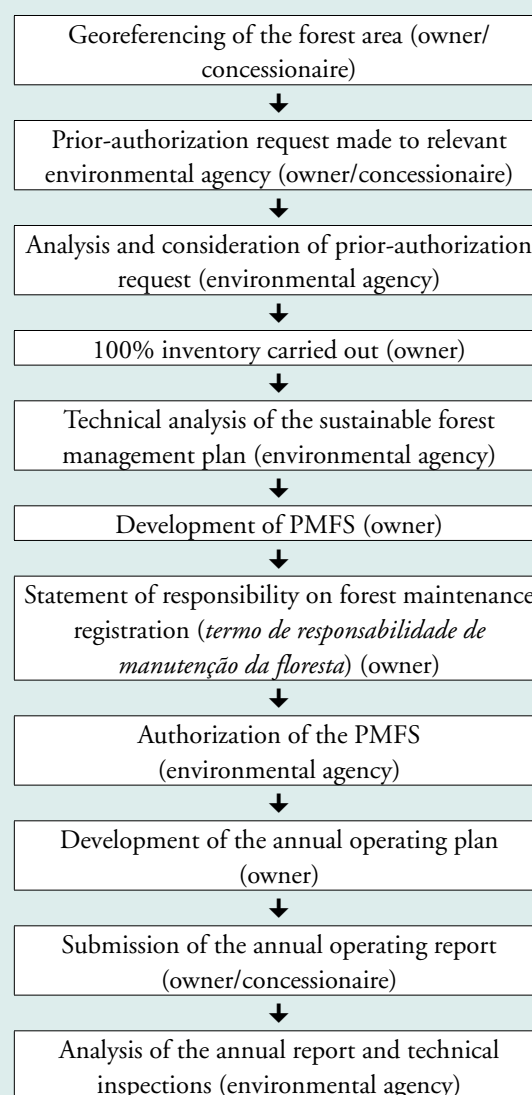 Georeferencing of the forest area (owner/
concessionaire)
Prior-authorization request made to relevant
environmental agency (owner/concessionaire)
Analysis and consideration of prior-authorization
request (environmental agency)
100% inventory carried out (owner)
Technical analysis of the sustainable forest
management plan (environmental agency)
Development of PMFS (owner)
Statement of responsibility on forest maintenance
registration (termo de responsabilidade de
manutenção da floresta) (owner)
Authorization of the PMFS
(environmental agency)
Development of the annual operating plan
(owner)
Submission of the annual operating report
(owner/concessionaire)
Analysis of the annual report and technical
inspections (environmental agency)